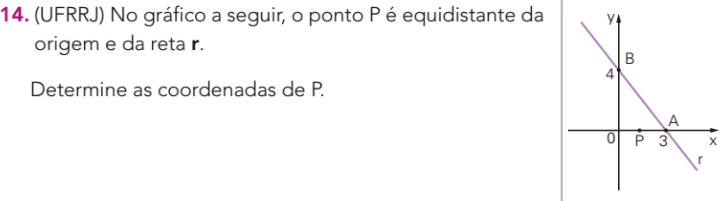 14. (UFRRJ) No gráfico a seguir, o ponto P é equidistante da
origem e da reta r.
Determine as coordenadas de P.
y
B
4
A
0 P 3 x
r